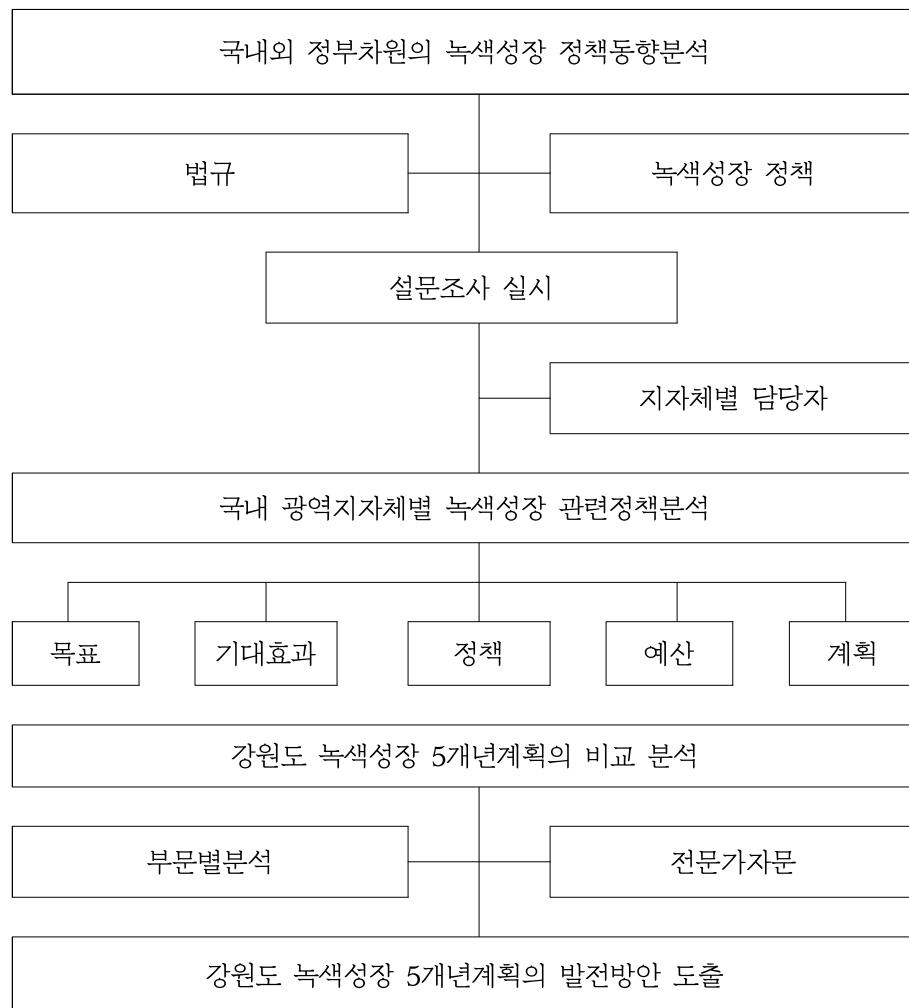 국내외 정부차원의 녹색성장 정책동향분석
법규
녹색성장 정책
설문조사 실시
지자체별 담당자
국내 광역지자체별 녹색성장 관련정책분석
목표
기대효과
정책
예산
계획
강원도 녹색성장 5개년계획의 비교 분석
부문별분석
전문가자문
강원도 녹색성장 5개년계획의 발전방안 도출